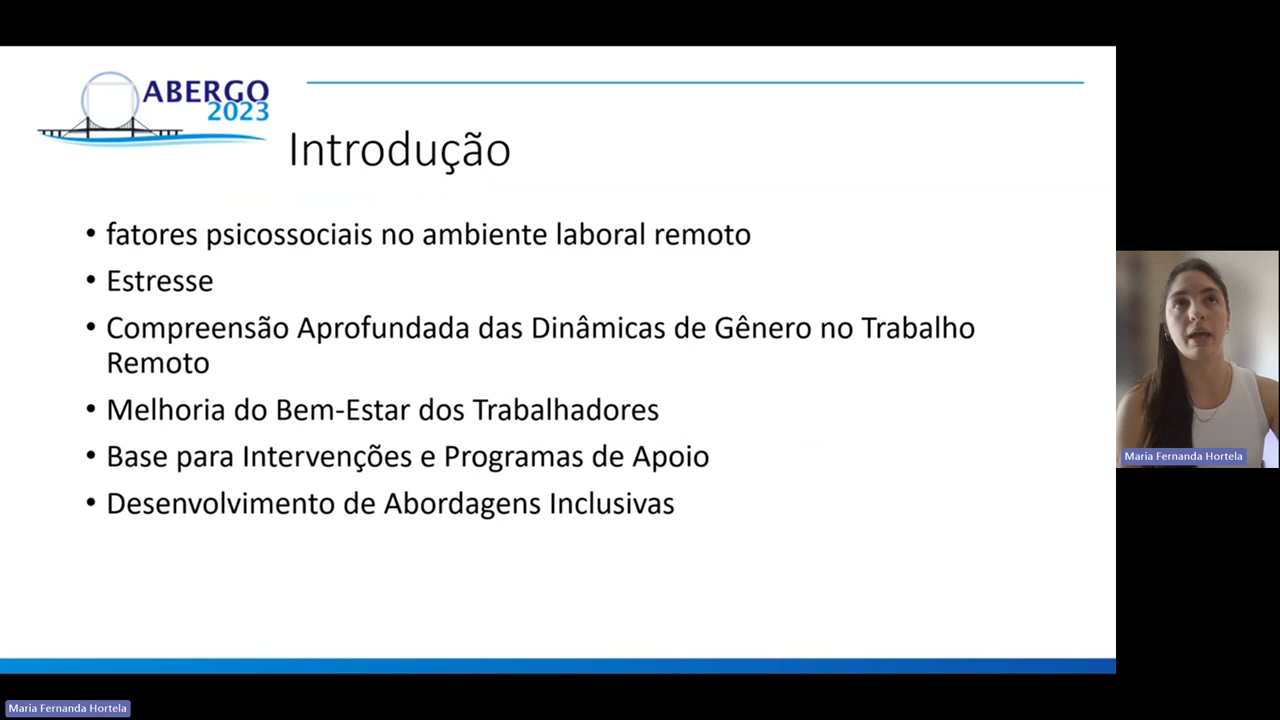 ABERGO
2023
Introdução
• fatores psicossociais no ambiente laboral remoto
• Estresse
• Compreensão Aprofundada das Dinâmicas de Gênero no Trabalho
Remoto
• Melhoria do Bem-Estar dos Trabalhadores
• Base para Intervenções e Programas de Apoio
• Desenvolvimento de Abordagens Inclusivas
Maria Fernanda Hortela
Maria Fernanda Hortela